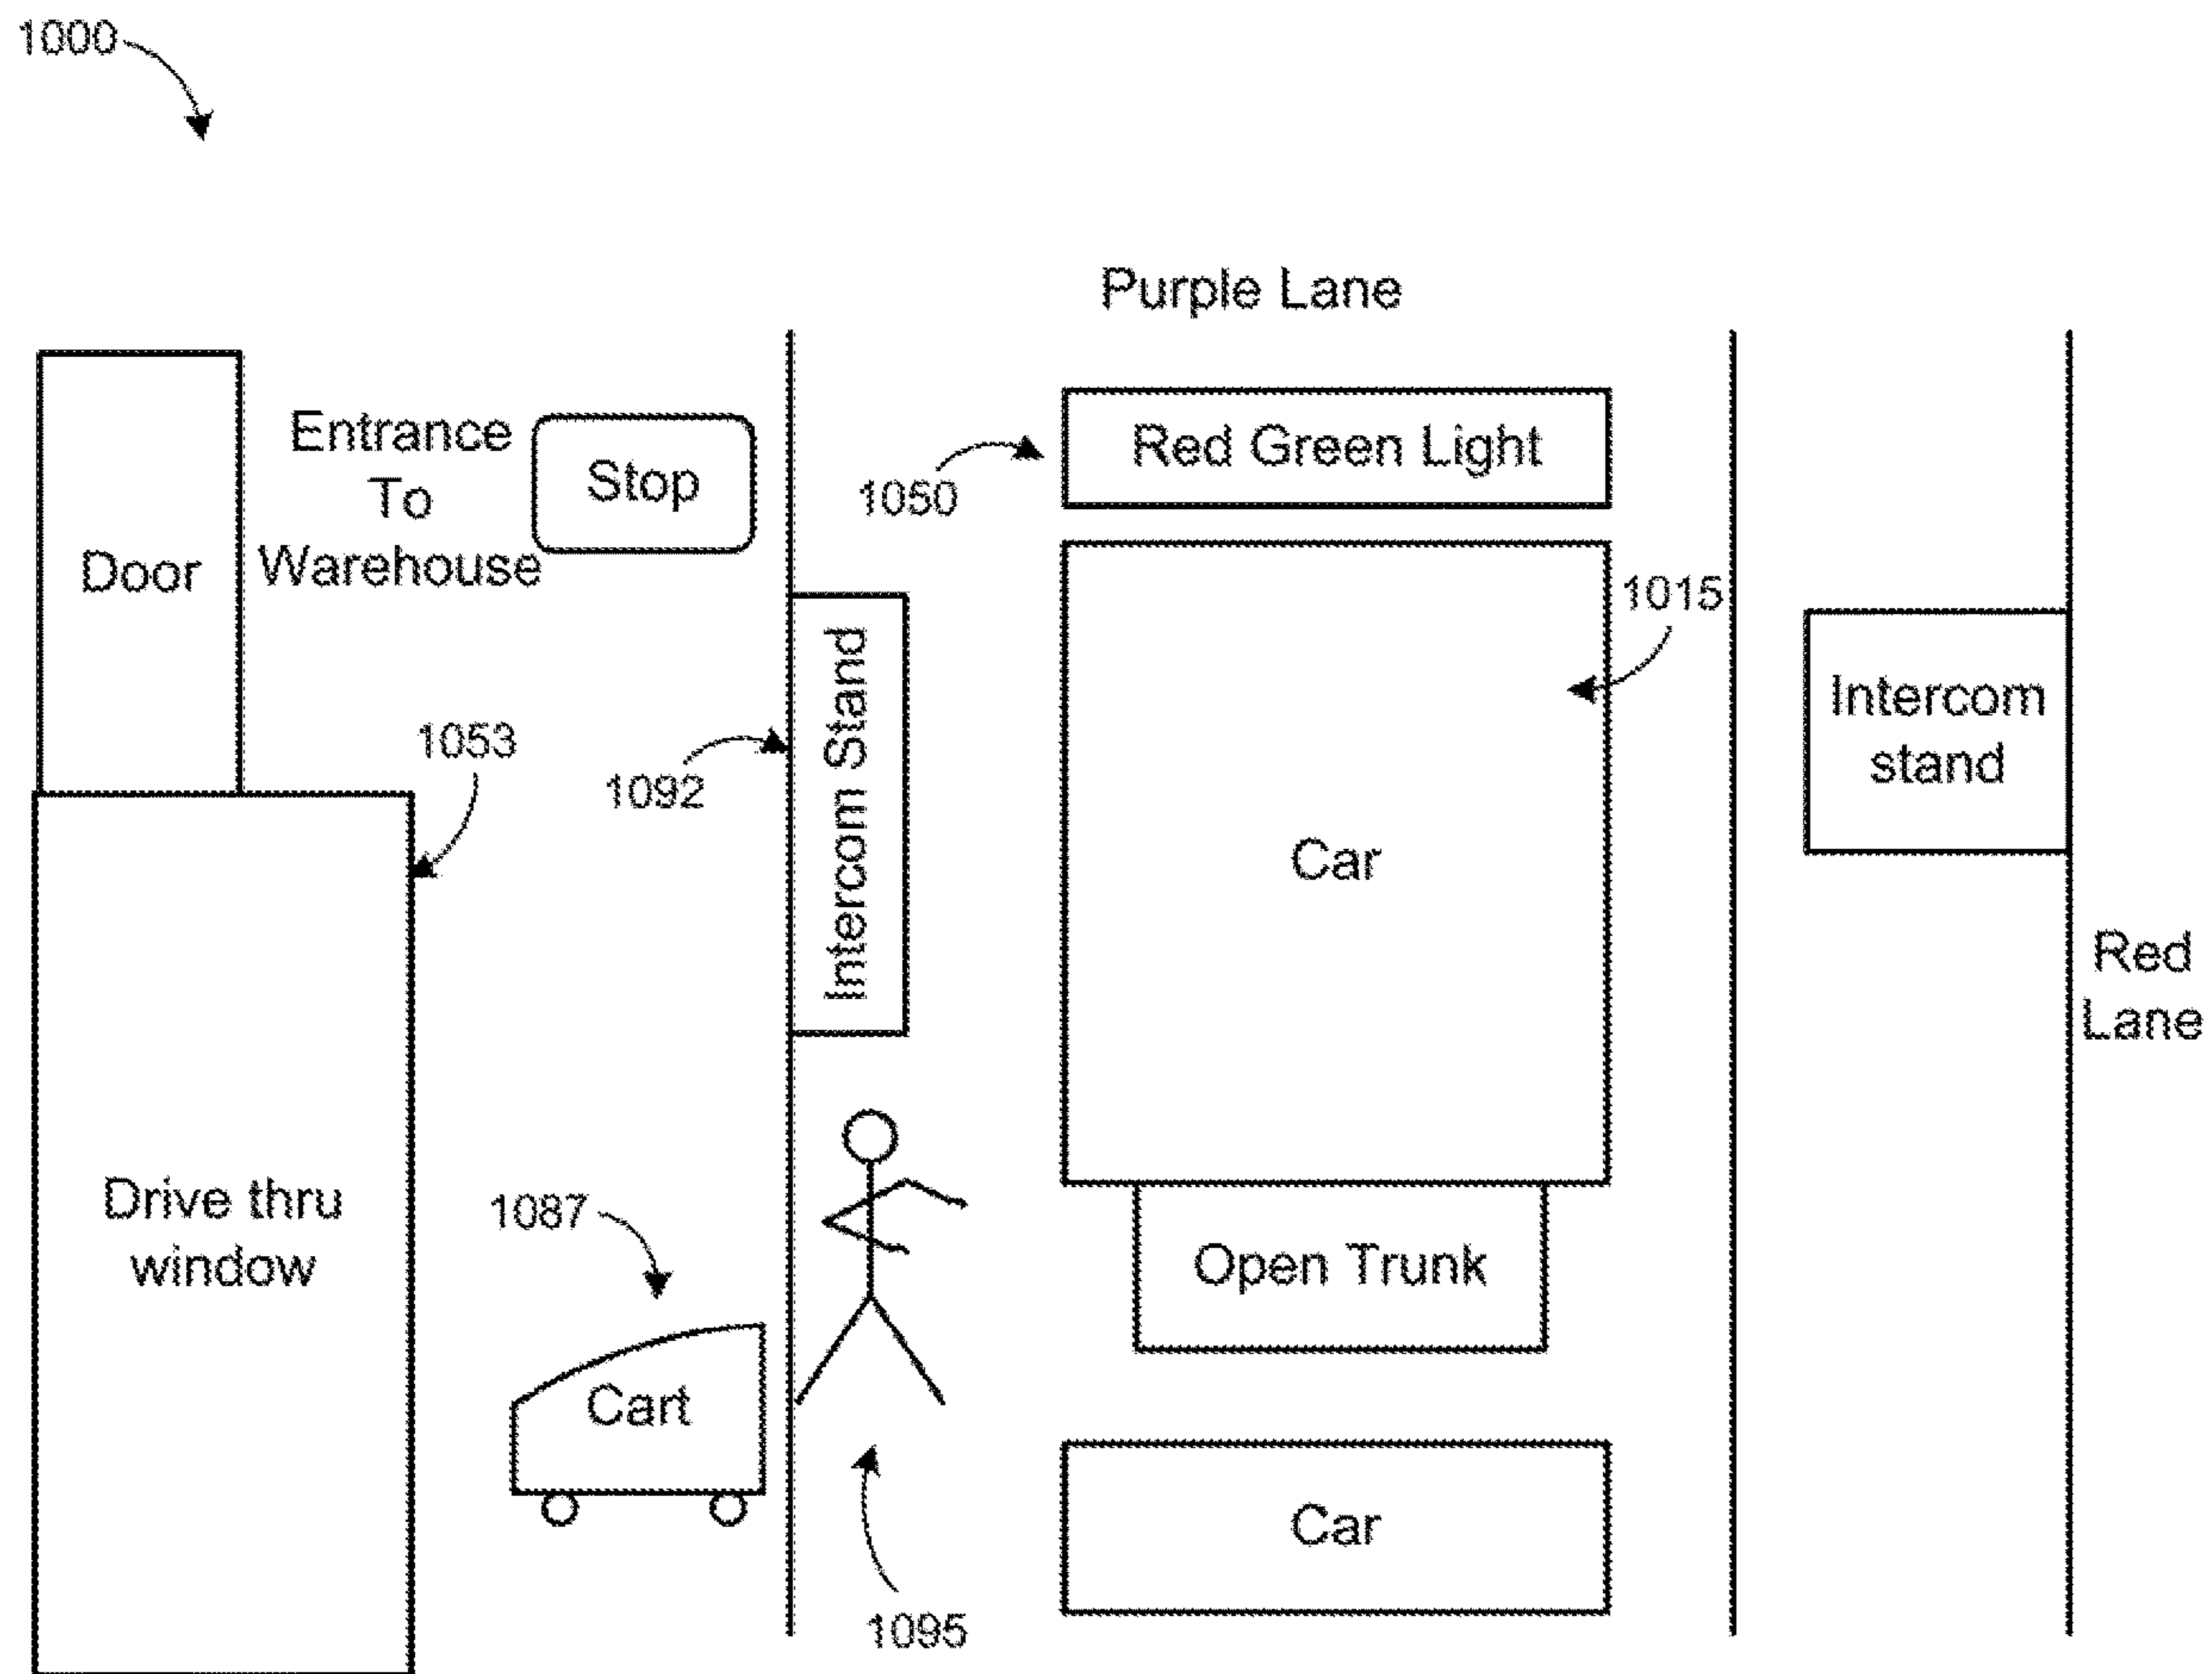 1000
Purple Lane
Door
Entrance
To
Warehouse
Stop
1050
Red Green Light
1053
1092
Intercom Stand
1015
Car
Intercom
stand
Red
Lane
Drive thru
window
1087
Cart
Open Trunk
1095
Car